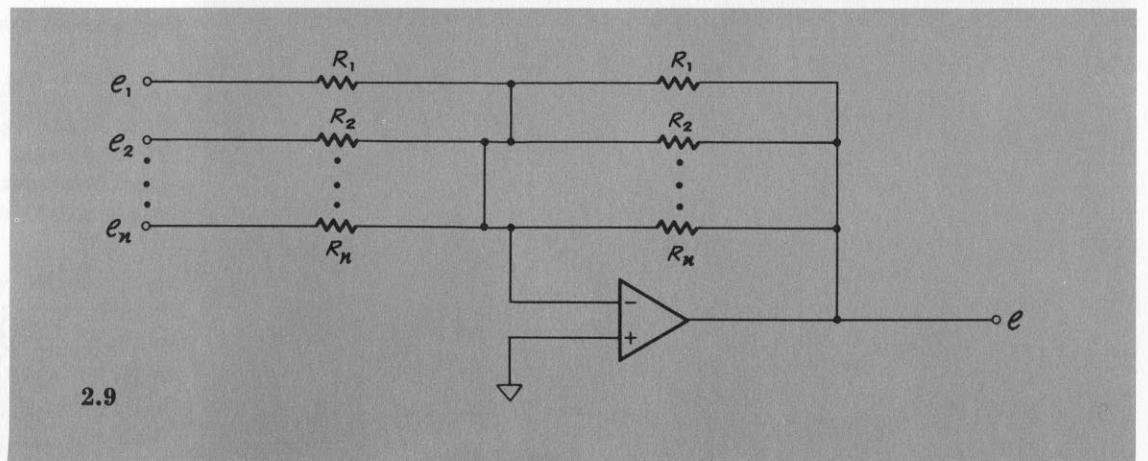 R₁ R₁
e₁
R₂ R₂
e₂
eₙ
Rₙ Rₙ
−
+
e
2.9